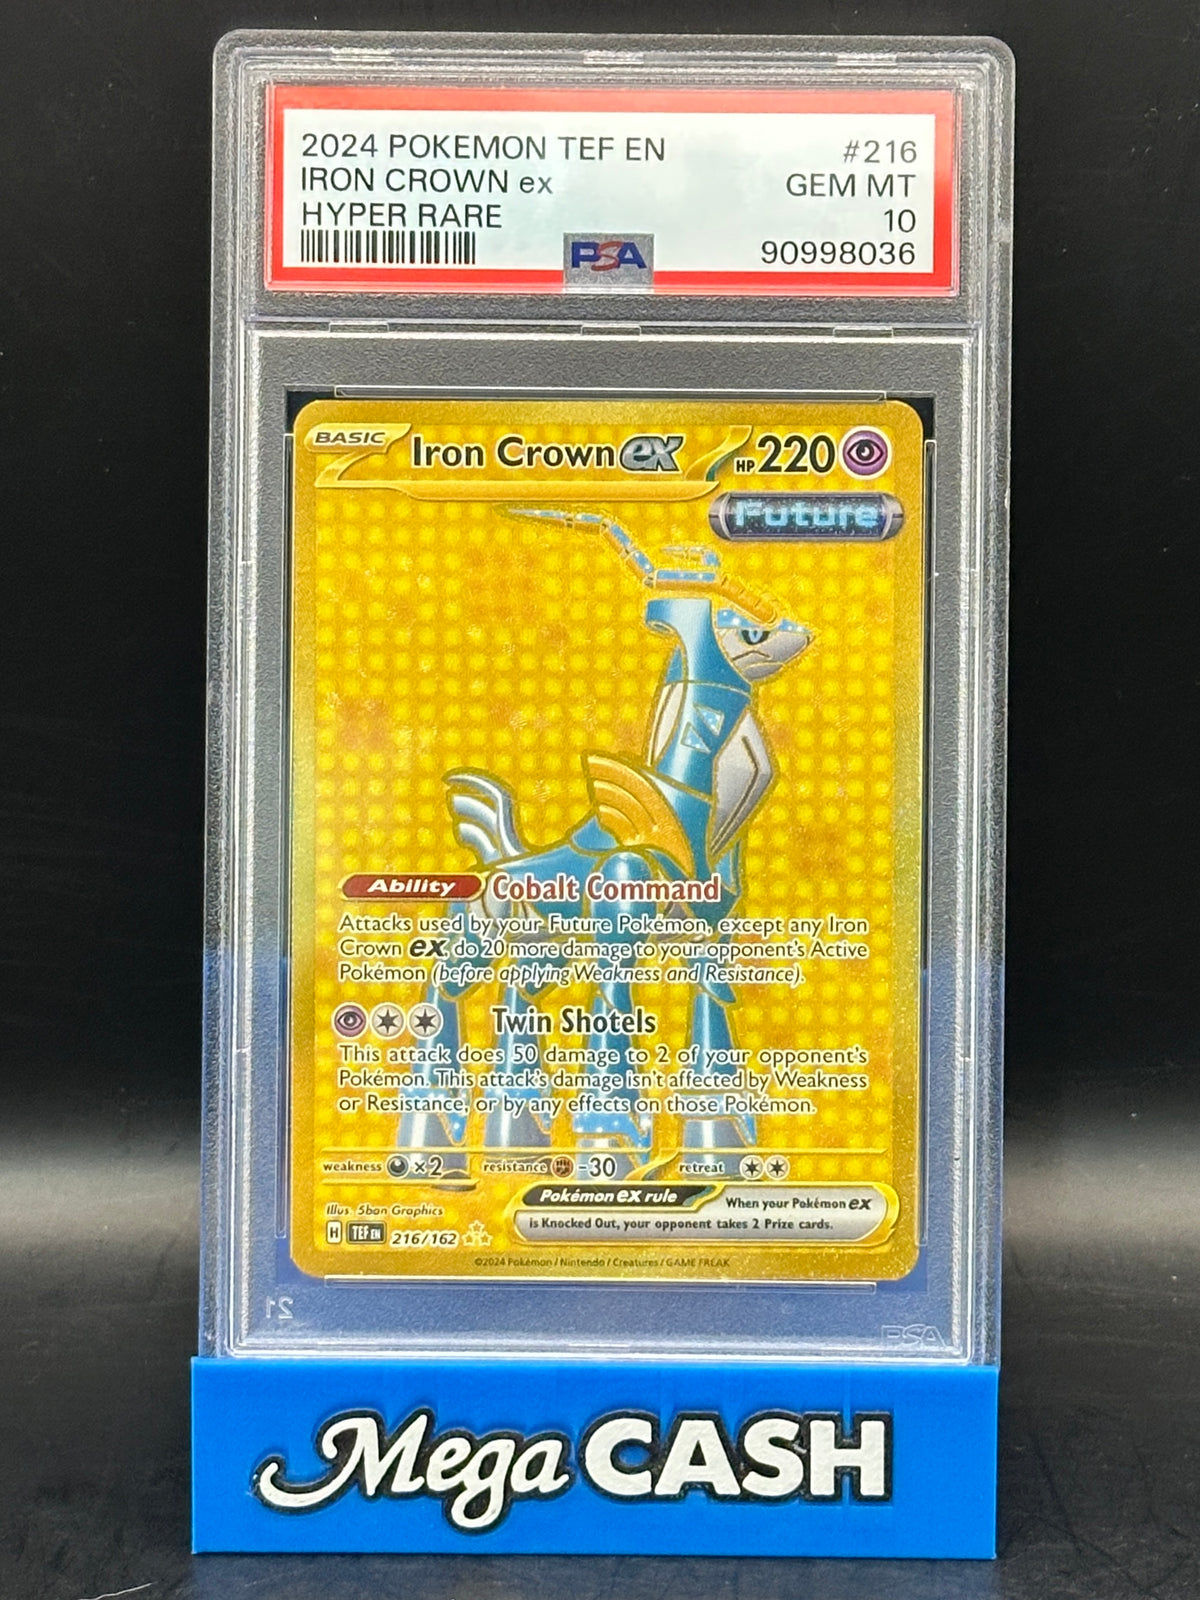 2024 POKEMON TEF EN #216
IRON CROWN ex GEM MT
HYPER RARE 10
PSA 90998036
BASIC Iron Crown ex HP 220
Future
Ability Cobalt Command
Attacks used by your Future Pokémon, except any Iron
Crown ex, do 20 more damage to your opponent's Active
Pokémon (before applying Weakness and Resistance).
Twin Shotels
This attack does 50 damage to 2 of your opponent's
Pokémon. This attack's damage isn't affected by Weakness
or Resistance, or by any effects on those Pokémon.
weakness ×2 resistance -30 retreat
Pokémon ex rule When your Pokémon ex
is Knocked Out, your opponent takes 2 Prize cards.
Illus. 5ban Graphics
H TEF EN 216/162
©2024 Pokémon / Nintendo / Creatures / GAME FREAK
21 PSA
Mega CASH